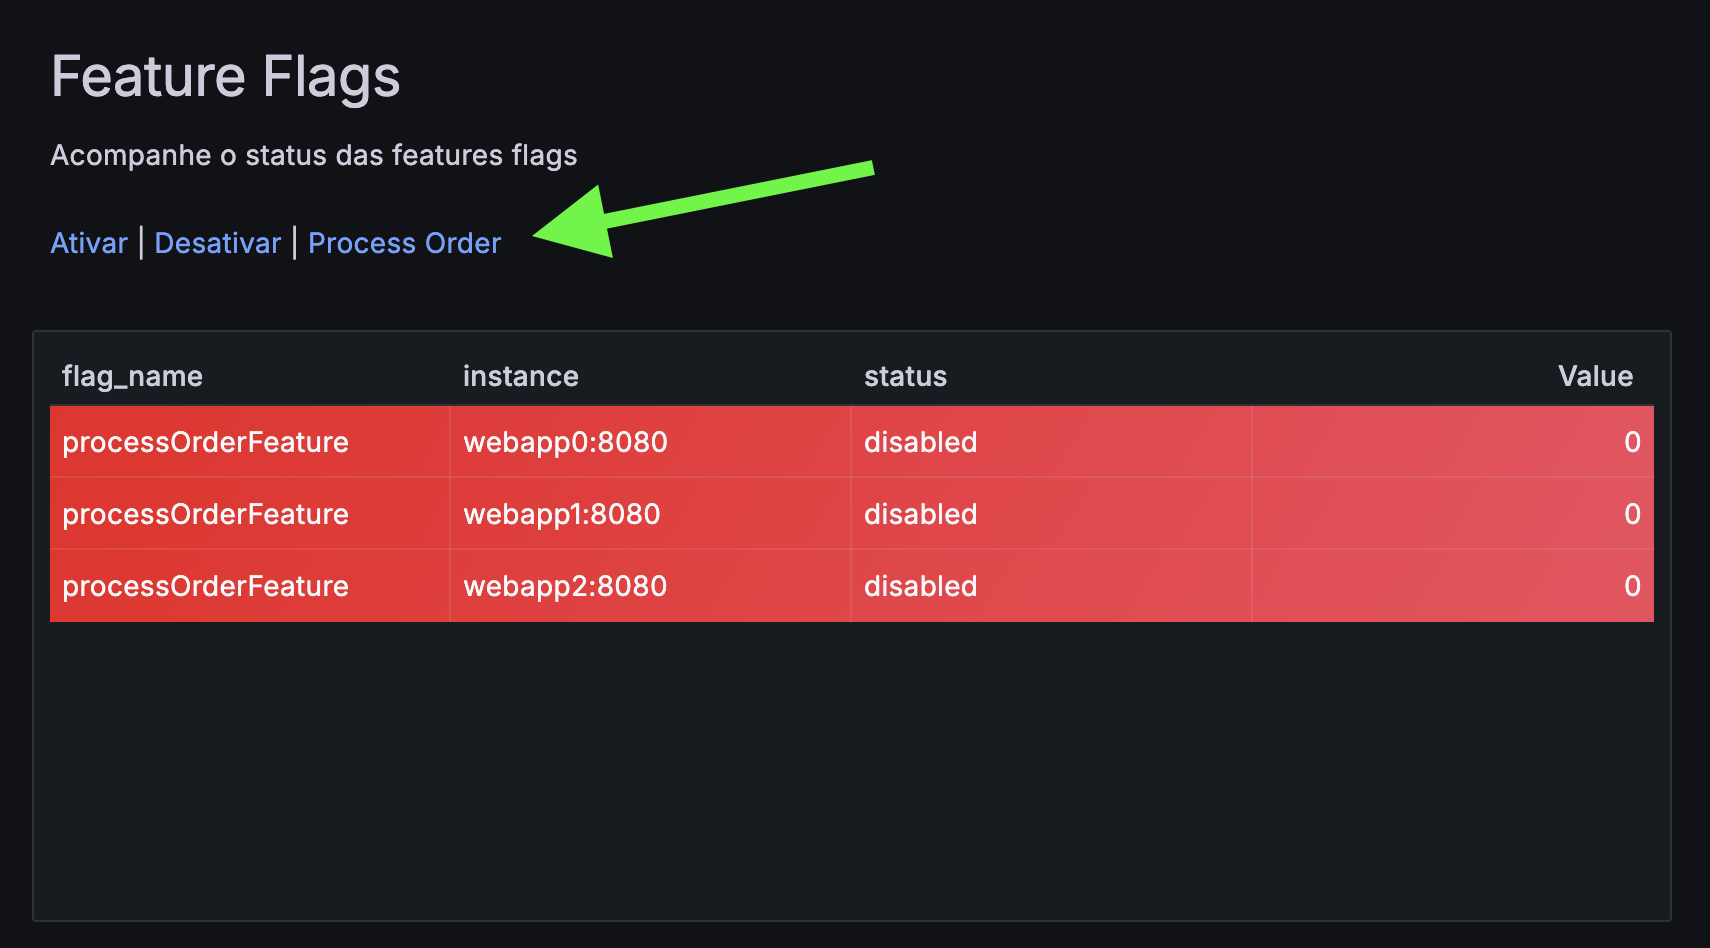 Feature Flags
Acompanhe o status das features flags
Ativar | Desativar | Process Order
flag_name instance status Value
processOrderFeature webapp0:8080 disabled 0
processOrderFeature webapp1:8080 disabled 0
processOrderFeature webapp2:8080 disabled 0